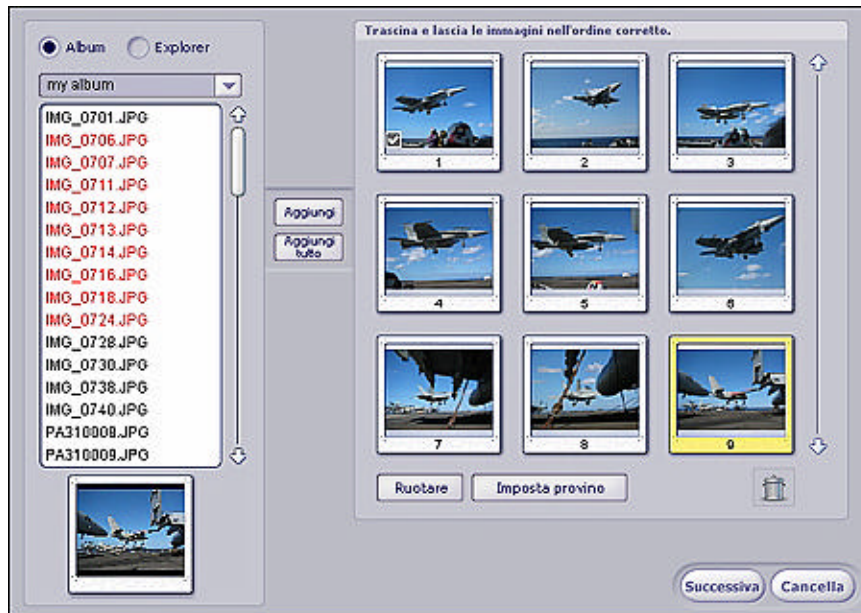 Album
Explorer
my album
IMG_0701.JPG
IMG_0706.JPG
IMG_0707.JPG
IMG_0711.JPG
IMG_0712.JPG
IMG_0713.JPG
IMG_0714.JPG
IMG_0716.JPG
IMG_0718.JPG
IMG_0724.JPG
IMG_0728.JPG
IMG_0730.JPG
IMG_0738.JPG
IMG_0740.JPG
PA310008.JPG
PA310009.JPG
Aggiungi
Aggiungi
tutto
Trascina e lascia le immagini nell'ordine corretto.
1
2
3
4
5
6
7
8
9
Ruotare
Imposta provino
Successiva
Cancella